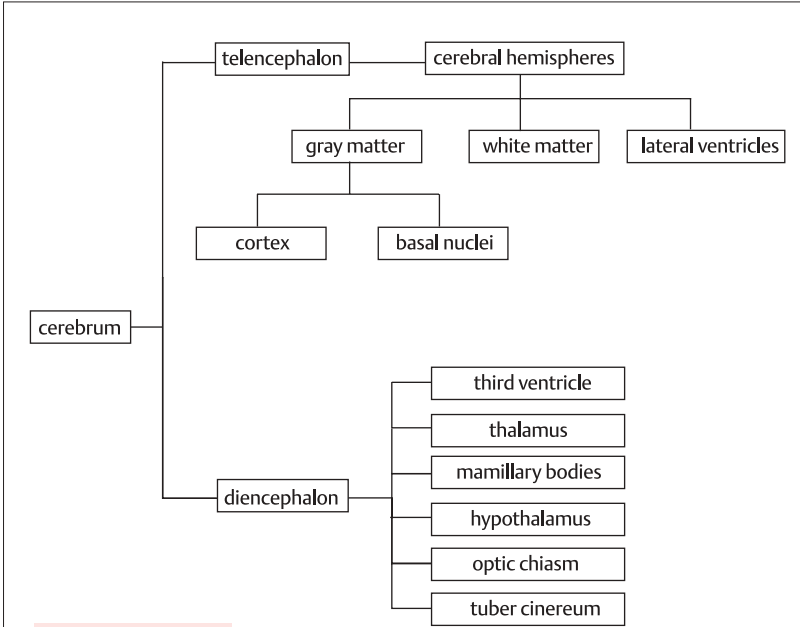 telencephalon
cerebral hemispheres
gray matter
white matter
lateral ventricles
cortex
basal nuclei
cerebrum
third ventricle
thalamus
mamillary bodies
diencephalon
hypothalamus
optic chiasm
tuber cinereum